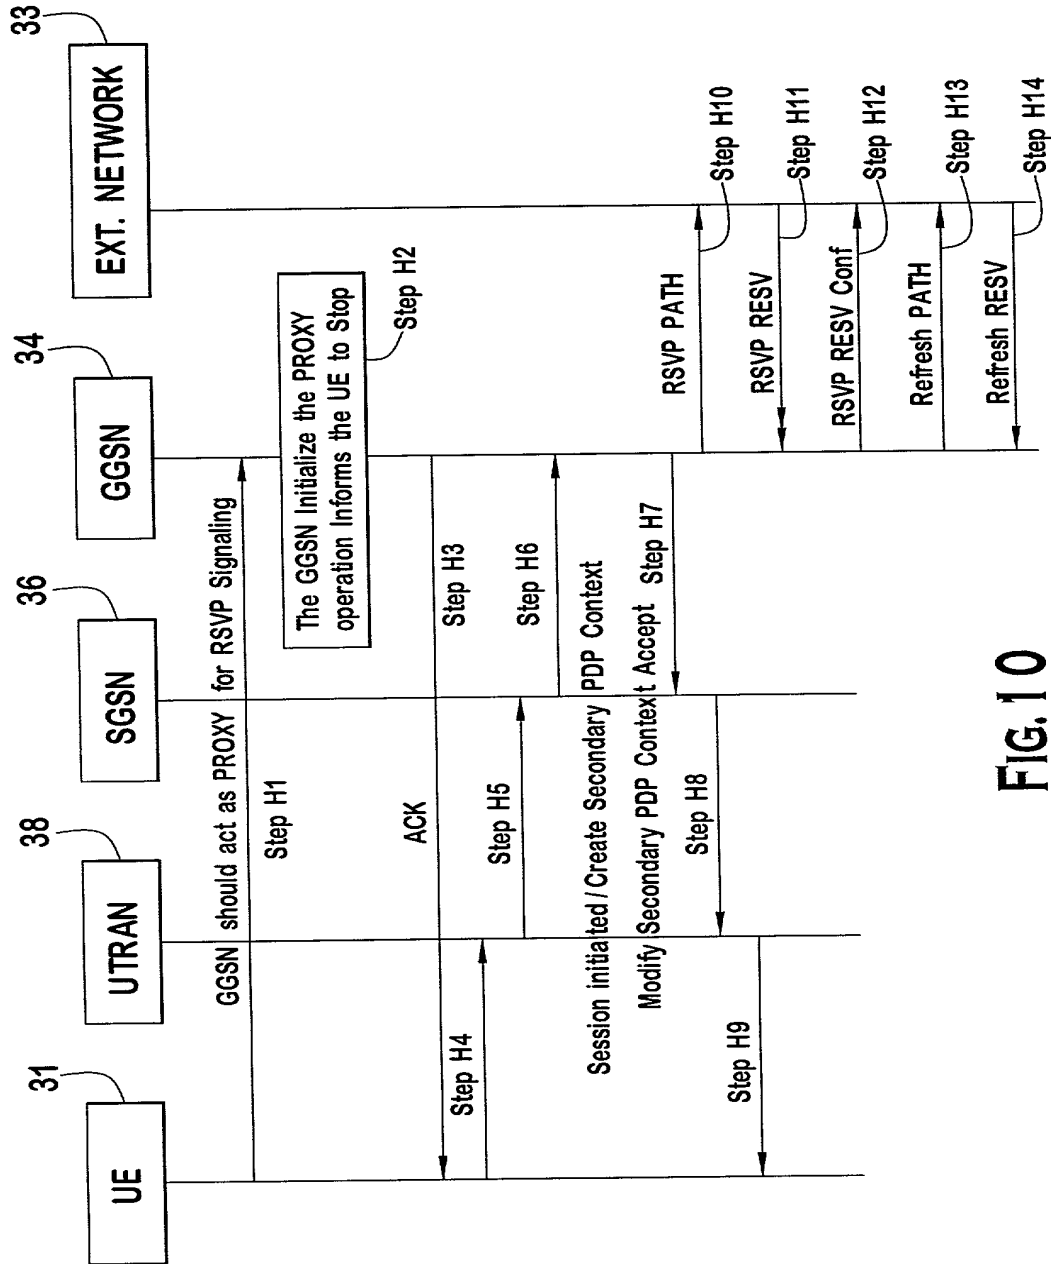 31
38
36
34
33
UE
UTRAN
SGSN
GGSN
EXT. NETWORK
GGSN should act as PROXY for RSVP Signaling
Step H1
The GGSN Initialize the PROXY
operation Informs the UE to Stop
Step H2
ACK
Step H3
Step H4
Step H5
Step H6
Session initiated/Create Secondary PDP Context
Modify Secondary PDP Context Accept
Step H7
Step H8
Step H9
RSVP PATH
Step H10
RSVP RESV
Step H11
RSVP RESV Conf
Step H12
Refresh PATH
Step H13
Refresh RESV
Step H14
FIG. 10